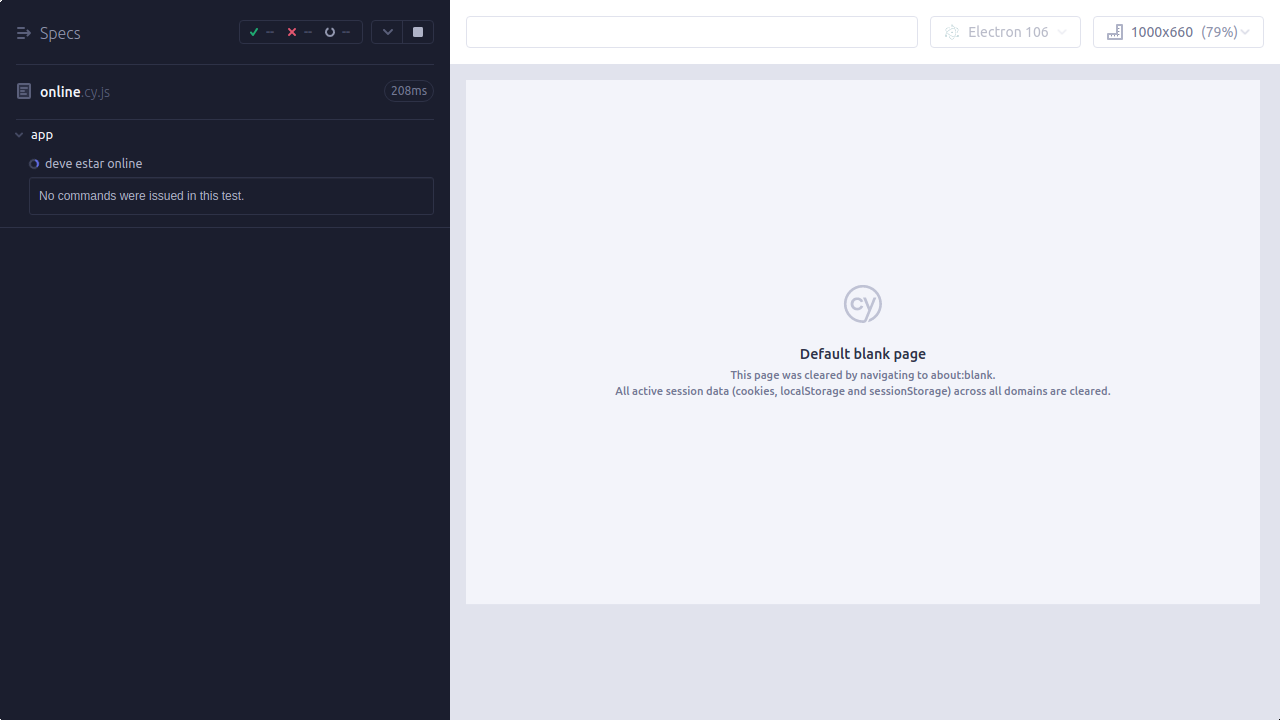 Specs
-- -- --
online.cy.js
208ms
app
deve estar online
No commands were issued in this test.
Electron 106
1000x660 (79%)
cy
Default blank page
This page was cleared by navigating to about:blank.
All active session data (cookies, localStorage and sessionStorage) across all domains are cleared.